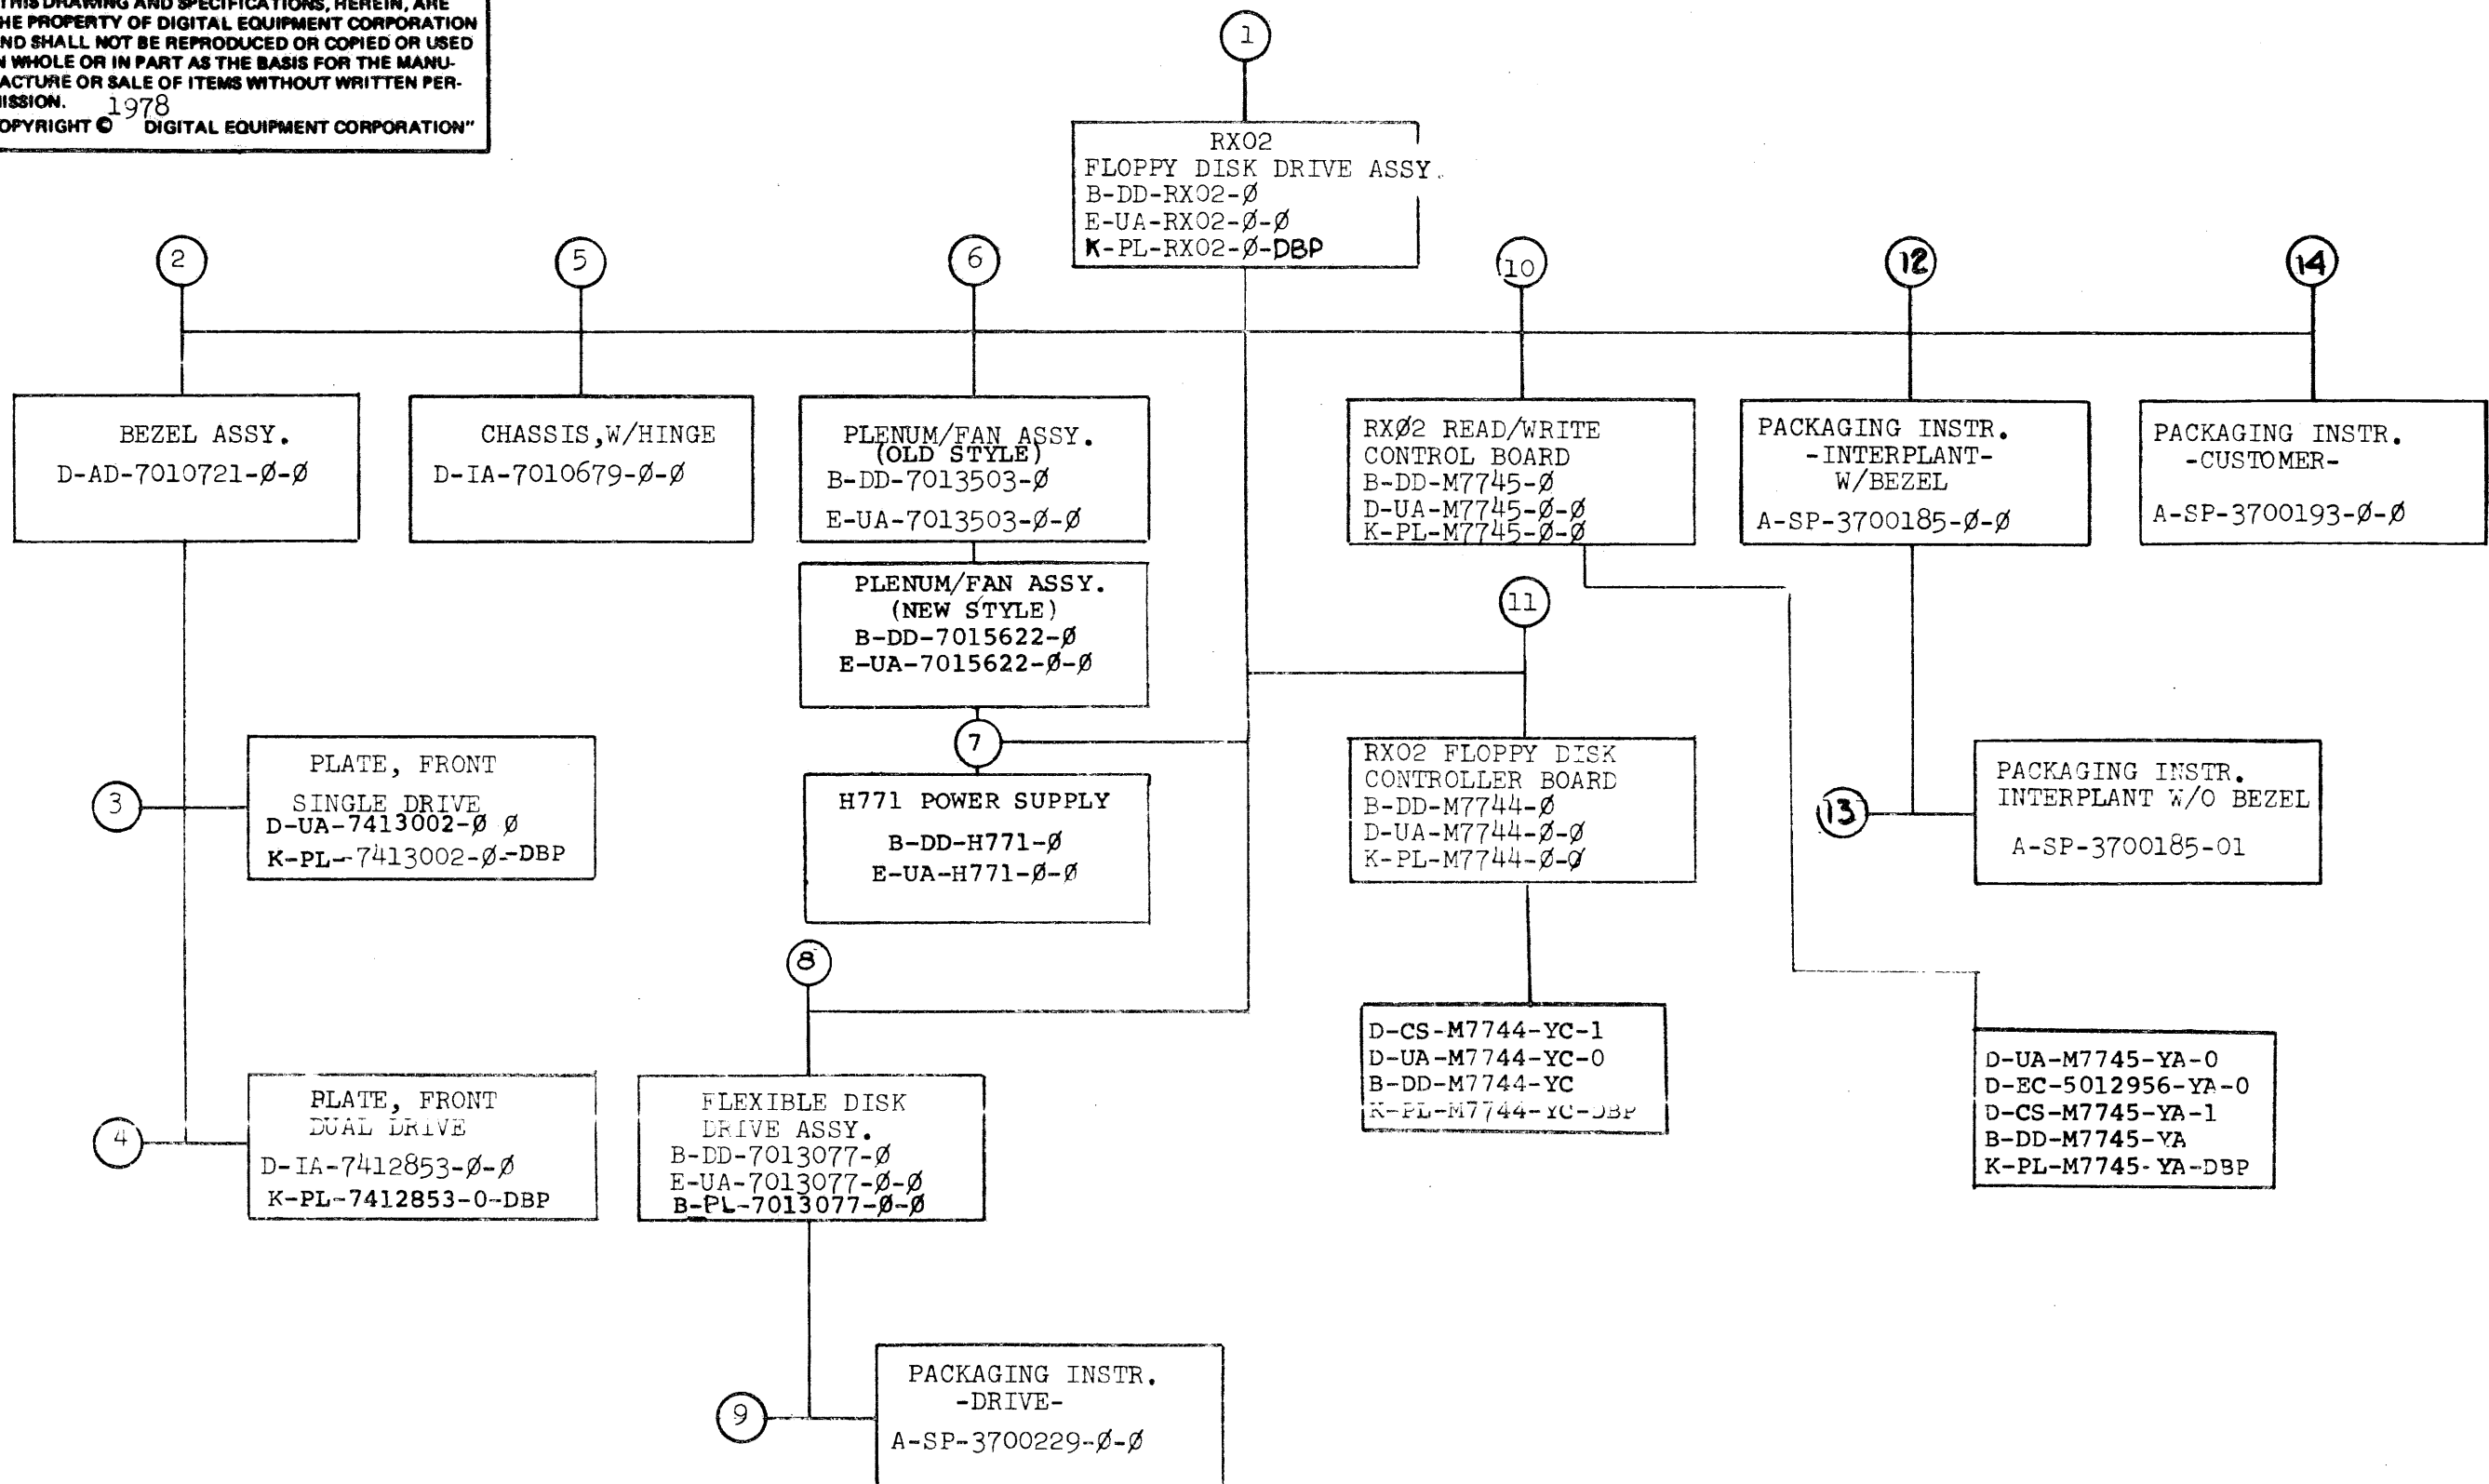 THIS DRAWING AND SPECIFICATIONS, HEREIN, ARE
HE PROPERTY OF DIGITAL EQUIPMENT CORPORATION
ND SHALL NOT BE REPRODUCED OR COPIED OR USED
N WHOLE OR IN PART AS THE BASIS FOR THE MANU-
ACTURE OR SALE OF ITEMS WITHOUT WRITTEN PER-
ISSION. 1978
OPYRIGHT © DIGITAL EQUIPMENT CORPORATION"
1
RX02
FLOPPY DISK DRIVE ASSY.
B-DD-RX02-Ø
E-UA-RX02-Ø-Ø
K-PL-RX02-Ø-DBP
2
5
6
10
12
14
BEZEL ASSY.
D-AD-7010721-Ø-Ø
CHASSIS,W/HINGE
D-IA-7010679-Ø-Ø
PLENUM/FAN ASSY.
(OLD STYLE)
B-DD-7013503-Ø
E-UA-7013503-Ø-Ø
RXØ2 READ/WRITE
CONTROL BOARD
B-DD-M7745-Ø
D-UA-M7745-Ø-Ø
K-PL-M7745-Ø-Ø
PACKAGING INSTR.
-INTERPLANT-
W/BEZEL
A-SP-3700185-Ø-Ø
PACKAGING INSTR.
-CUSTOMER-
A-SP-3700193-Ø-Ø
PLENUM/FAN ASSY.
(NEW STYLE)
B-DD-7015622-Ø
E-UA-7015622-Ø-Ø
11
7
3
PLATE, FRONT
SINGLE DRIVE
D-UA-7413002-Ø Ø
K-PL--7413002-Ø--DBP
H771 POWER SUPPLY
B-DD-H771-Ø
E-UA-H771-Ø-Ø
RX02 FLOPPY DISK
CONTROLLER BOARD
B-DD-M7744-Ø
D-UA-M7744-Ø-Ø
K-PL-M7744-Ø-Ø
13
PACKAGING INSTR.
INTERPLANT W/O BEZEL
A-SP-3700185-01
8
4
PLATE, FRONT
DUAL DRIVE
D-IA-7412853-Ø-Ø
K-PL-7412853-0-DBP
FLEXIBLE DISK
DRIVE ASSY.
B-DD-7013077-Ø
E-UA-7013077-Ø-Ø
B-PL-7013077-Ø-Ø
D-CS-M7744-YC-1
D-UA-M7744-YC-0
B-DD-M7744-YC
K-PL-M7744-YC-DBP
D-UA-M7745-YA-0
D-EC-5012956-YA-0
D-CS-M7745-YA-1
B-DD-M7745-YA
K-PL-M7745-YA-DBP
9
PACKAGING INSTR.
-DRIVE-
A-SP-3700229-Ø-Ø